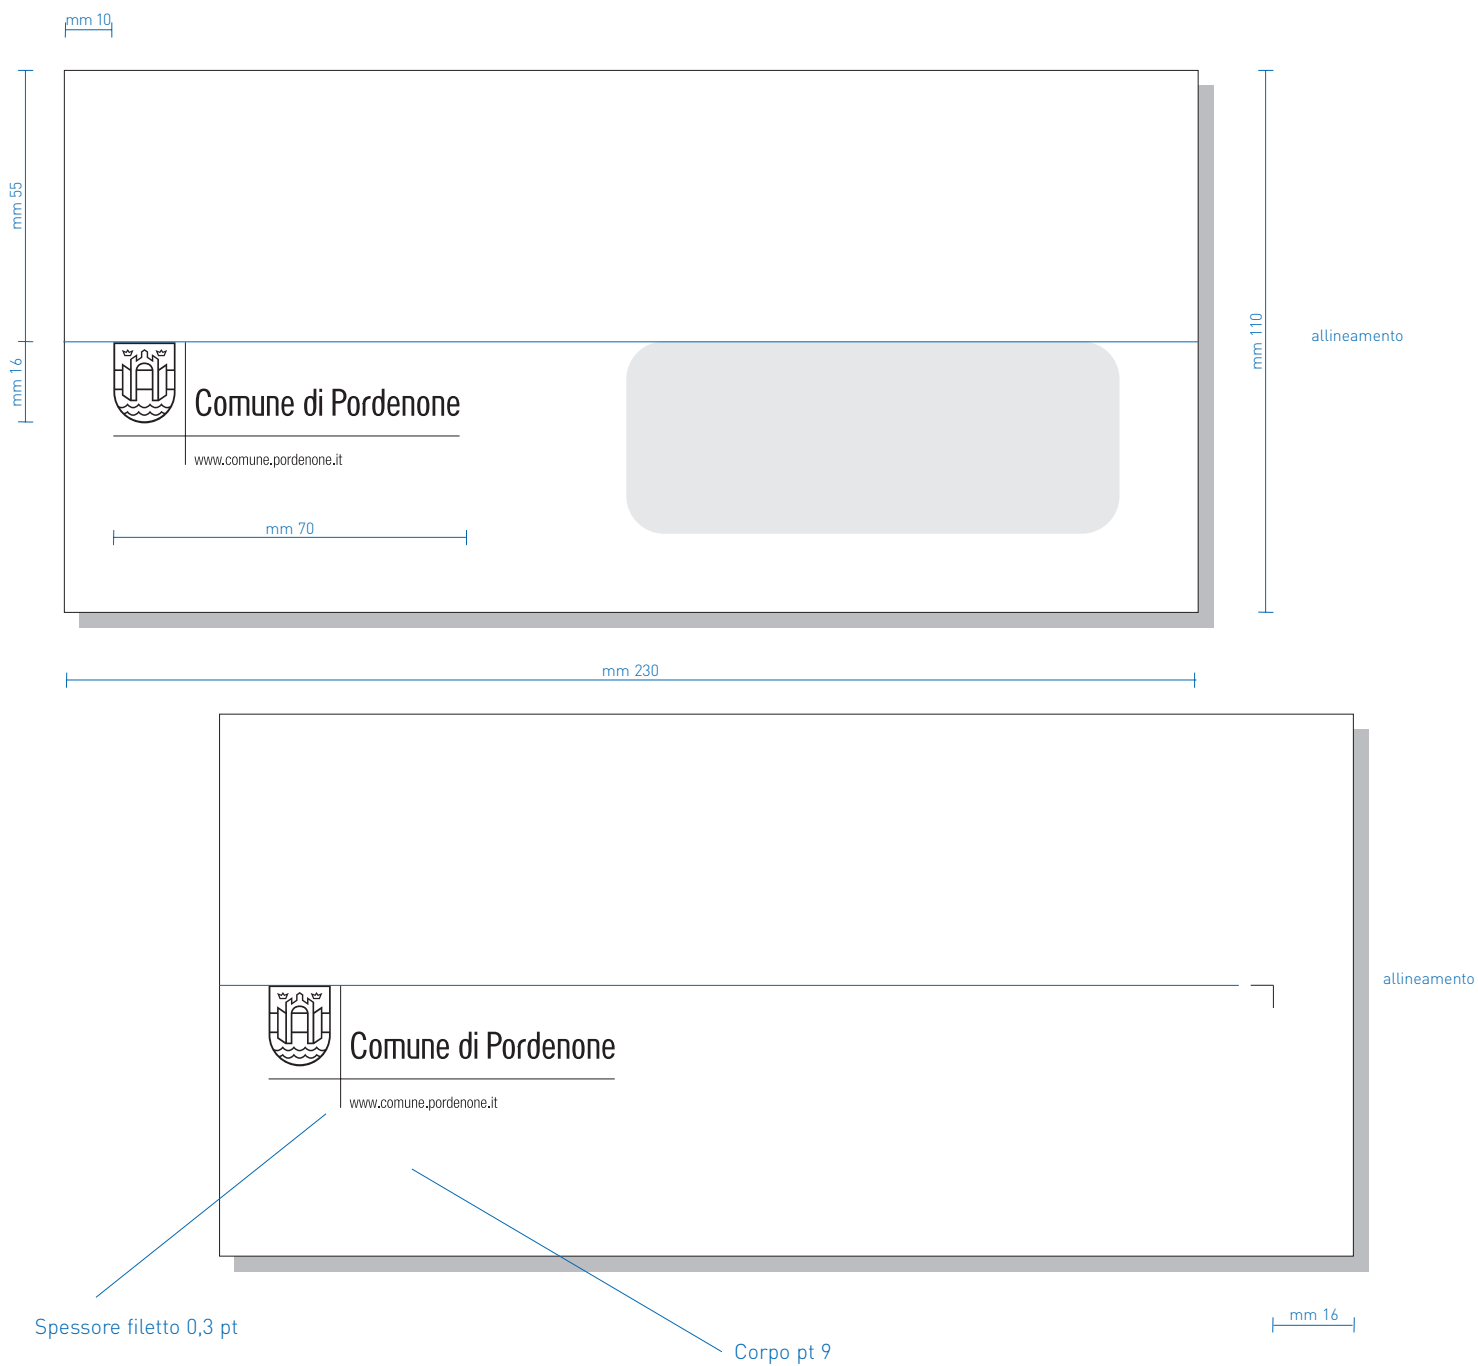 mm 10
mm 55
mm 110
allineamento
mm 16
Comune di Pordenone
www.comune.pordenone.it
mm 70
mm 230
allineamento
Comune di Pordenone
www.comune.pordenone.it
Spessore filetto 0,3 pt
mm 16
Corpo pt 9